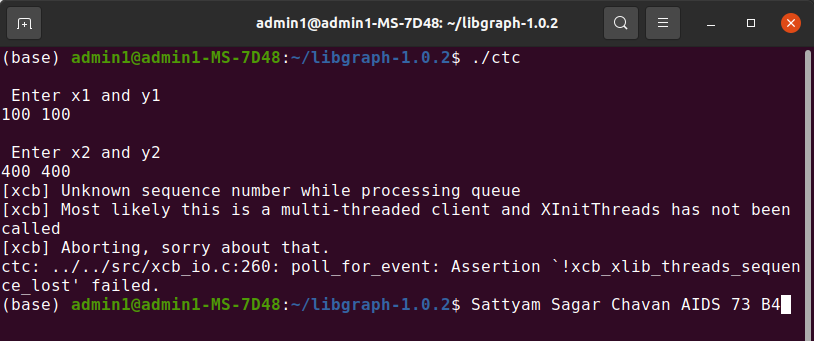 admin1@admin1-MS-7D48: ~/libgraph-1.0.2
(base) admin1@admin1-MS-7D48:~/libgraph-1.0.2$ ./ctc
Enter x1 and y1
100 100
Enter x2 and y2
400 400
[xcb] Unknown sequence number while processing queue
[xcb] Most likely this is a multi-threaded client and XInitThreads has not been
called
[xcb] Aborting, sorry about that.
ctc: ../../src/xcb_io.c:260: poll_for_event: Assertion `!xcb_xlib_threads_sequen
ce_lost' failed.
(base) admin1@admin1-MS-7D48:~/libgraph-1.0.2$ Sattyam Sagar Chavan AIDS 73 B4